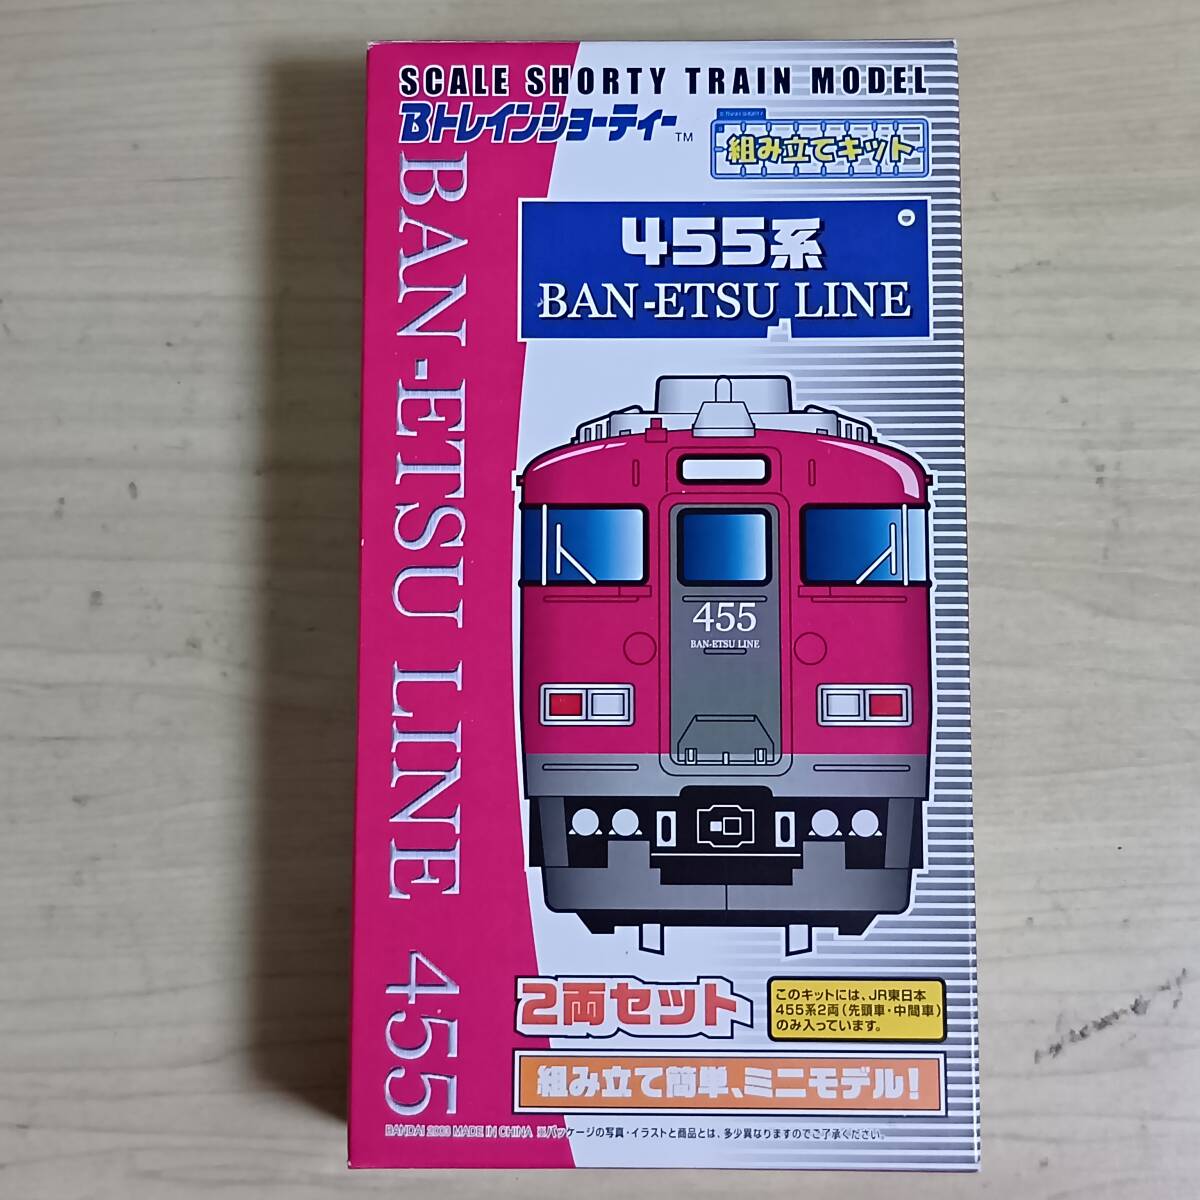 SCALE SHORTY TRAIN MODEL
Bトレインショーティー™
組み立てキット
455系
BAN-ETSU LINE
BAN-ETSU LINE 455
455
BAN-ETSU LINE
2両セット
このキットには、JR東日本
455系2両(先頭車・中間車)
のみ入っています。
組み立て簡単、ミニモデル!
BANDAI 2003 MADE IN CHINA ※パッケージの写真・イラストと商品とは、多少異なりますのでご了承ください。